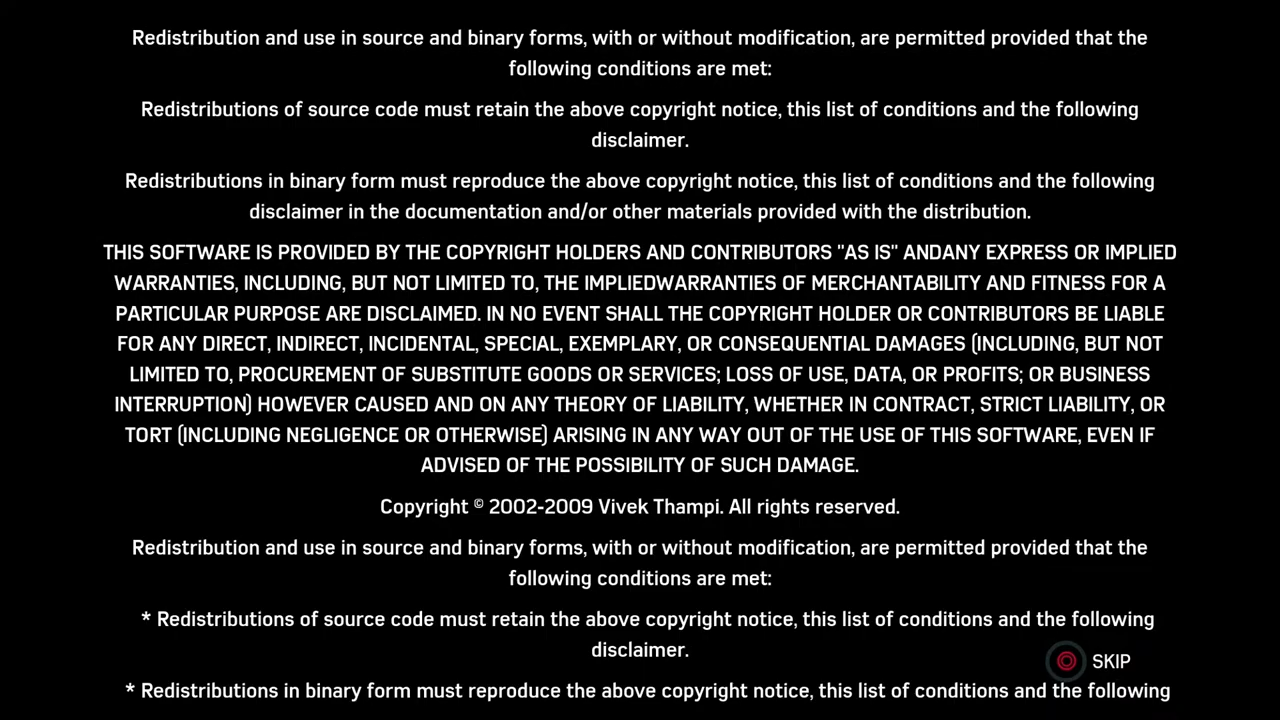 Redistribution and use in source and binary forms, with or without modification, are permitted provided that the
following conditions are met:
Redistributions of source code must retain the above copyright notice, this list of conditions and the following
disclaimer.
Redistributions in binary form must reproduce the above copyright notice, this list of conditions and the following
disclaimer in the documentation and/or other materials provided with the distribution.
THIS SOFTWARE IS PROVIDED BY THE COPYRIGHT HOLDERS AND CONTRIBUTORS "AS IS" ANDANY EXPRESS OR IMPLIED
WARRANTIES, INCLUDING, BUT NOT LIMITED TO, THE IMPLIEDWARRANTIES OF MERCHANTABILITY AND FITNESS FOR A
PARTICULAR PURPOSE ARE DISCLAIMED. IN NO EVENT SHALL THE COPYRIGHT HOLDER OR CONTRIBUTORS BE LIABLE
FOR ANY DIRECT, INDIRECT, INCIDENTAL, SPECIAL, EXEMPLARY, OR CONSEQUENTIAL DAMAGES (INCLUDING, BUT NOT
LIMITED TO, PROCUREMENT OF SUBSTITUTE GOODS OR SERVICES; LOSS OF USE, DATA, OR PROFITS; OR BUSINESS
INTERRUPTION) HOWEVER CAUSED AND ON ANY THEORY OF LIABILITY, WHETHER IN CONTRACT, STRICT LIABILITY, OR
TORT (INCLUDING NEGLIGENCE OR OTHERWISE) ARISING IN ANY WAY OUT OF THE USE OF THIS SOFTWARE, EVEN IF
ADVISED OF THE POSSIBILITY OF SUCH DAMAGE.
Copyright © 2002-2009 Vivek Thampi. All rights reserved.
Redistribution and use in source and binary forms, with or without modification, are permitted provided that the
following conditions are met:
* Redistributions of source code must retain the above copyright notice, this list of conditions and the following
disclaimer.
SKIP
* Redistributions in binary form must reproduce the above copyright notice, this list of conditions and the following